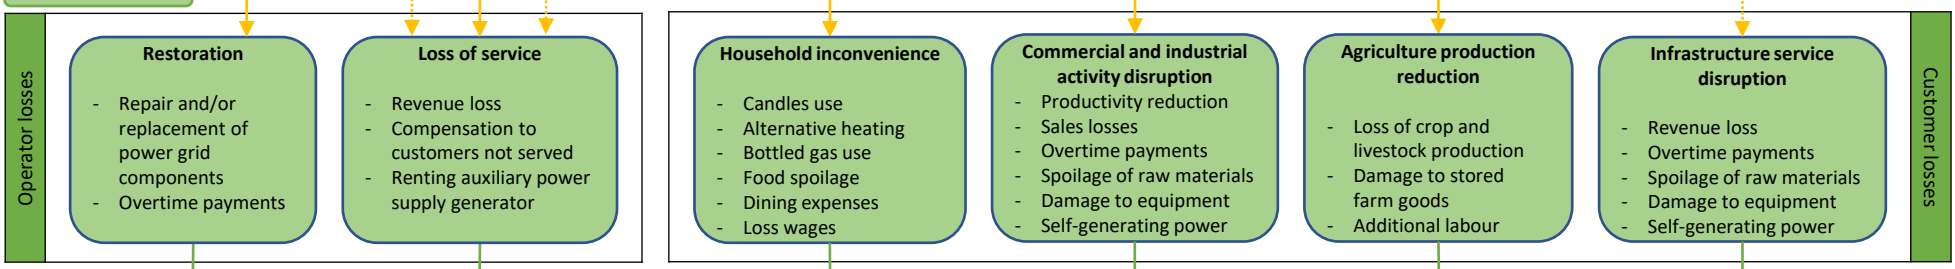 Operator losses
Restoration
- Repair and/or
replacement of
power grid
components
- Overtime payments
Loss of service
- Revenue loss
- Compensation to
customers not served
- Renting auxiliary power
supply generator
Household inconvenience
- Candles use
- Alternative heating
- Bottled gas use
- Food spoilage
- Dining expenses
- Loss wages
Commercial and industrial
activity disruption
- Productivity reduction
- Sales losses
- Overtime payments
- Spoilage of raw materials
- Damage to equipment
- Self-generating power
Agriculture production
reduction
- Loss of crop and
livestock production
- Damage to stored
farm goods
- Additional labour
Infrastructure service
disruption
- Revenue loss
- Overtime payments
- Spoilage of raw materials
- Damage to equipment
- Self-generating power
Customer losses